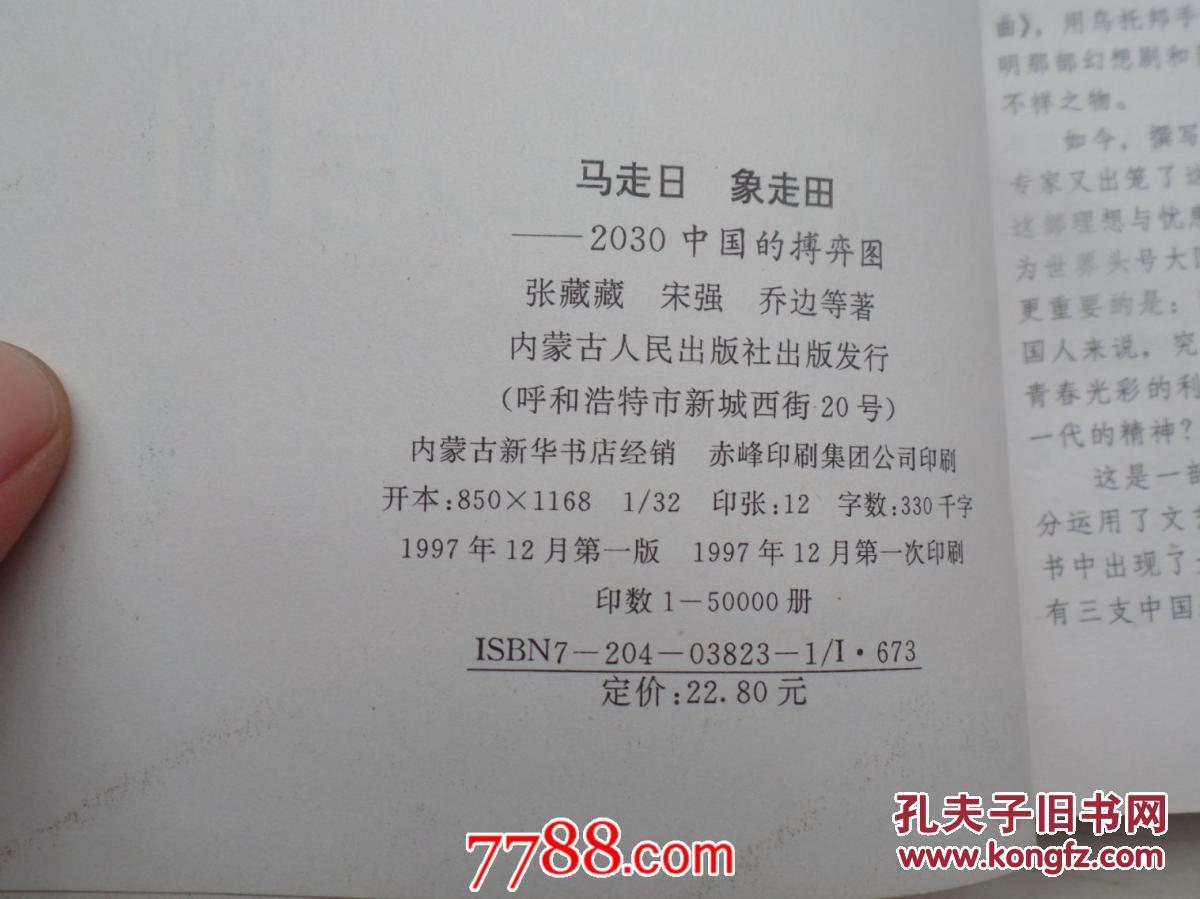 马走日 象走田
——2030 中国的搏弈图
张藏藏 宋强 乔边等著
内蒙古人民出版社出版发行
(呼和浩特市新城西街 20 号)
内蒙古新华书店经销 赤峰印刷集团公司印刷
开本:850×1168 1/32 印张:12 字数:330 千字
1997 年 12 月第一版 1997 年 12 月第一次印刷
印数 1—50000 册
ISBN7—204—03823—1/I·673
定价:22.80 元
曲》,用乌托邦手
明那部幻想剧和
不样之物。
如今,撰写
专家又出笼了这
这部理想与忧患
为世界头号大国
更重要的是:
国人来说,究
青春光彩的利
一代的精神?
这是一部
分运用了文
书中出现了
有三支中国
孔夫子旧书网
www.kongfz.com
7788.com